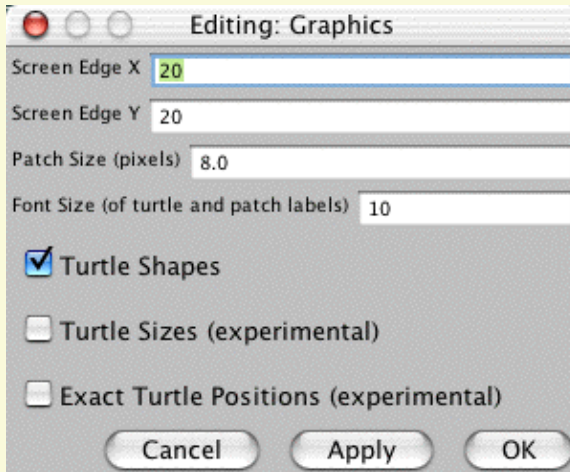 Editing: Graphics
Screen Edge X 20
Screen Edge Y 20
Patch Size (pixels) 8.0
Font Size (of turtle and patch labels) 10
Turtle Shapes
Turtle Sizes (experimental)
Exact Turtle Positions (experimental)
Cancel Apply OK